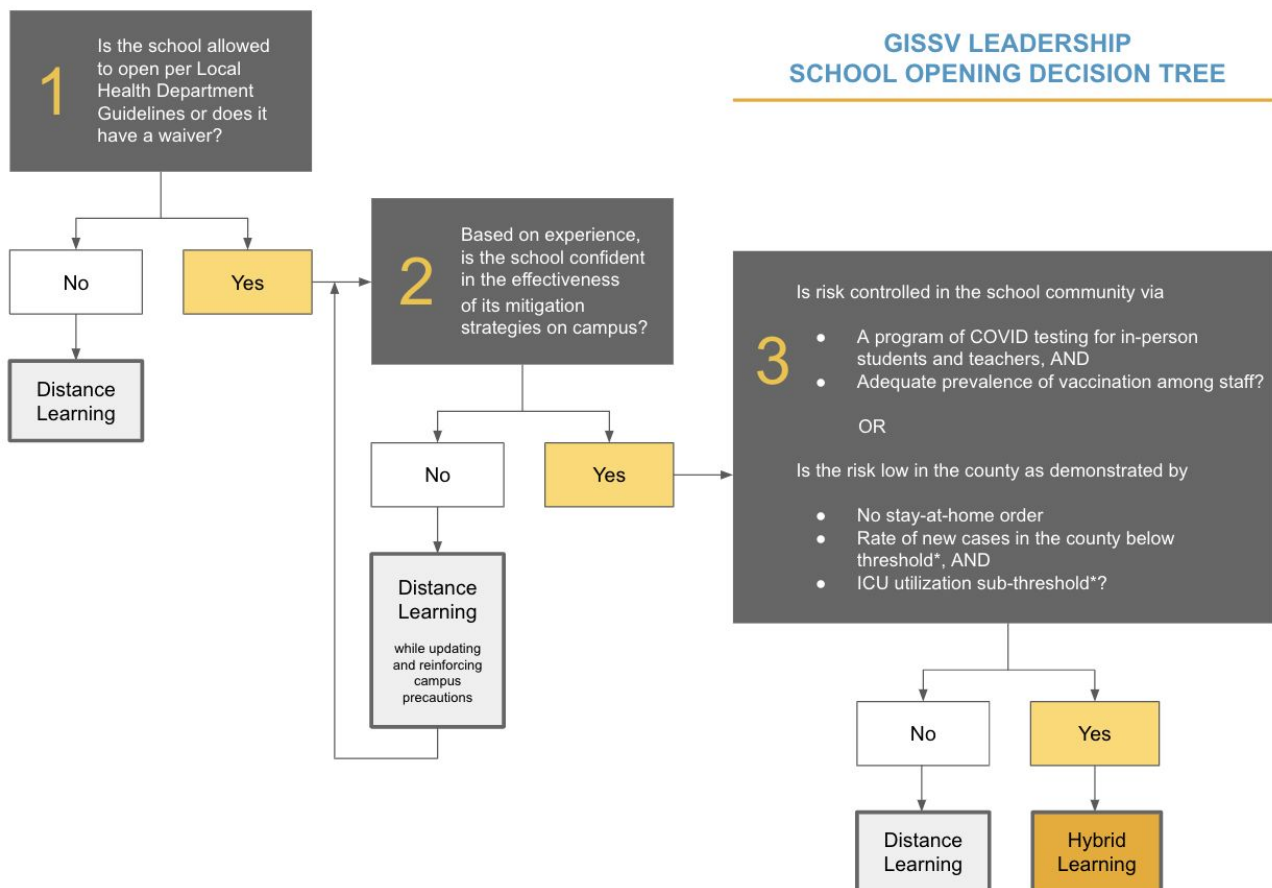 GISSV LEADERSHIP
SCHOOL OPENING DECISION TREE
1
Is the school allowed
to open per Local
Health Department
Guidelines or does it
have a waiver?
No
Yes
Distance
Learning
2
Based on experience,
is the school confident
in the effectiveness
of its mitigation
strategies on campus?
No
Yes
Distance
Learning
while updating
and reinforcing
campus
precautions
3
Is risk controlled in the school community via
● A program of COVID testing for in-person
students and teachers, AND
● Adequate prevalence of vaccination among staff?
OR
Is the risk low in the county as demonstrated by
● No stay-at-home order
● Rate of new cases in the county below
threshold*, AND
● ICU utilization sub-threshold*?
No
Yes
Distance
Learning
Hybrid
Learning